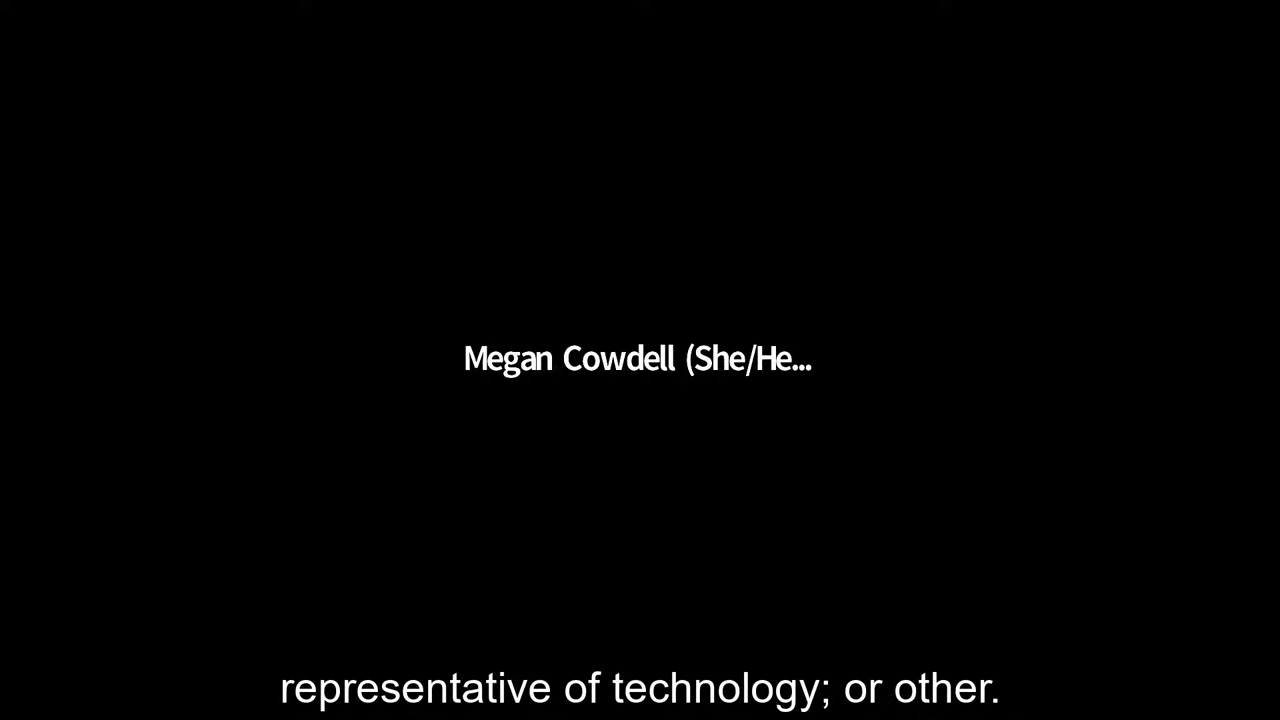 Megan Cowdell (She/He...
representative of technology; or other.